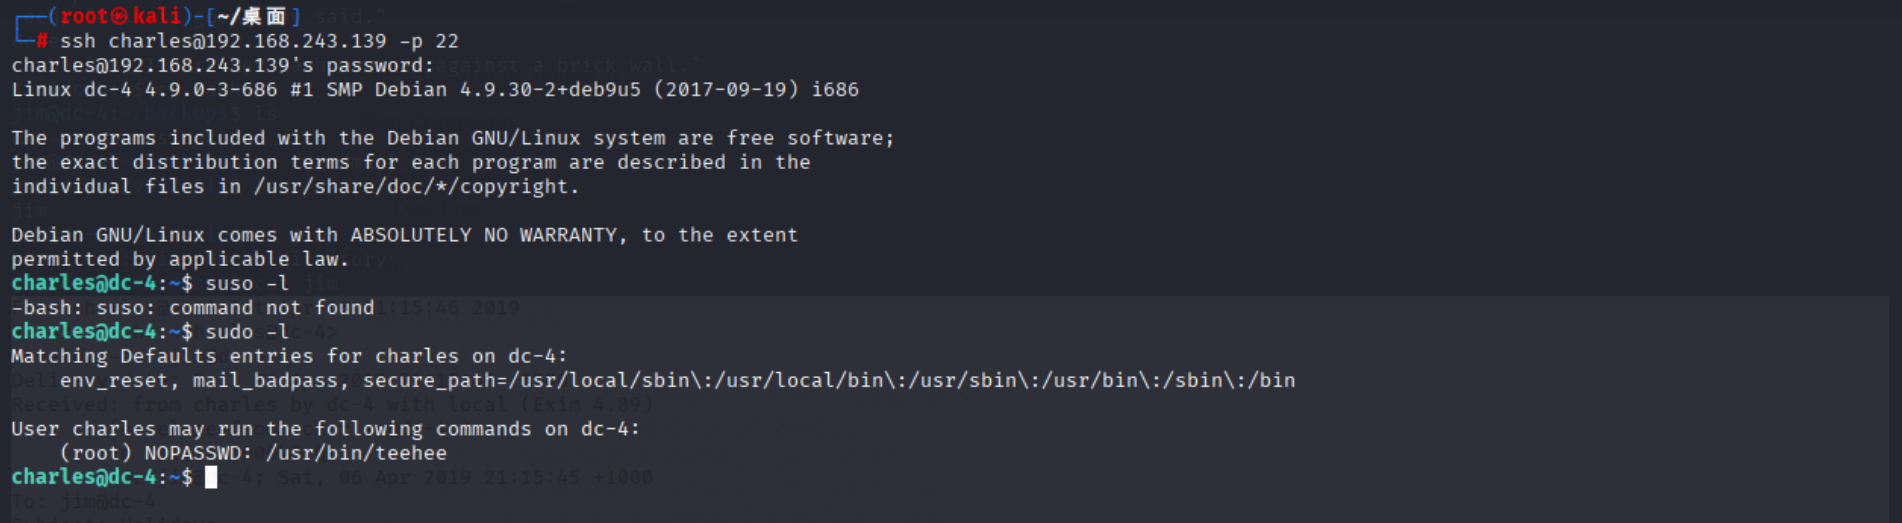 ┌──(root㉿kali)-[~/桌面]
└─# ssh charles@192.168.243.139 -p 22
charles@192.168.243.139's password:
Linux dc-4 4.9.0-3-686 #1 SMP Debian 4.9.30-2+deb9u5 (2017-09-19) i686
The programs included with the Debian GNU/Linux system are free software;
the exact distribution terms for each program are described in the
individual files in /usr/share/doc/*/copyright.
Debian GNU/Linux comes with ABSOLUTELY NO WARRANTY, to the extent
permitted by applicable law.
charles@dc-4:~$ suso -l
-bash: suso: command not found
charles@dc-4:~$ sudo -l
Matching Defaults entries for charles on dc-4:
env_reset, mail_badpass, secure_path=/usr/local/sbin\:/usr/local/bin\:/usr/sbin\:/usr/bin\:/sbin\:/bin
User charles may run the following commands on dc-4:
(root) NOPASSWD: /usr/bin/teehee
charles@dc-4:~$